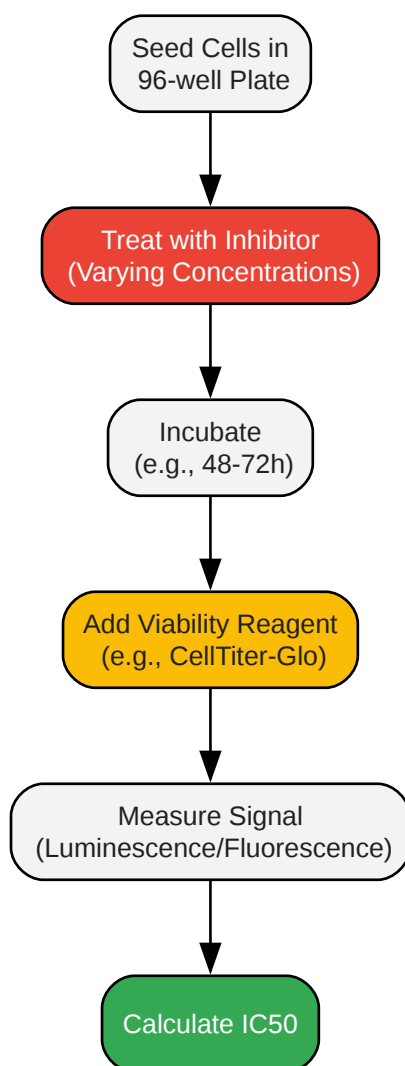 Seed Cells in
96-well Plate
Treat with Inhibitor
(Varying Concentrations)
Incubate
(e.g., 48-72h)
Add Viability Reagent
(e.g., CellTiter-Glo)
Measure Signal
(Luminescence/Fluorescence)
Calculate IC50